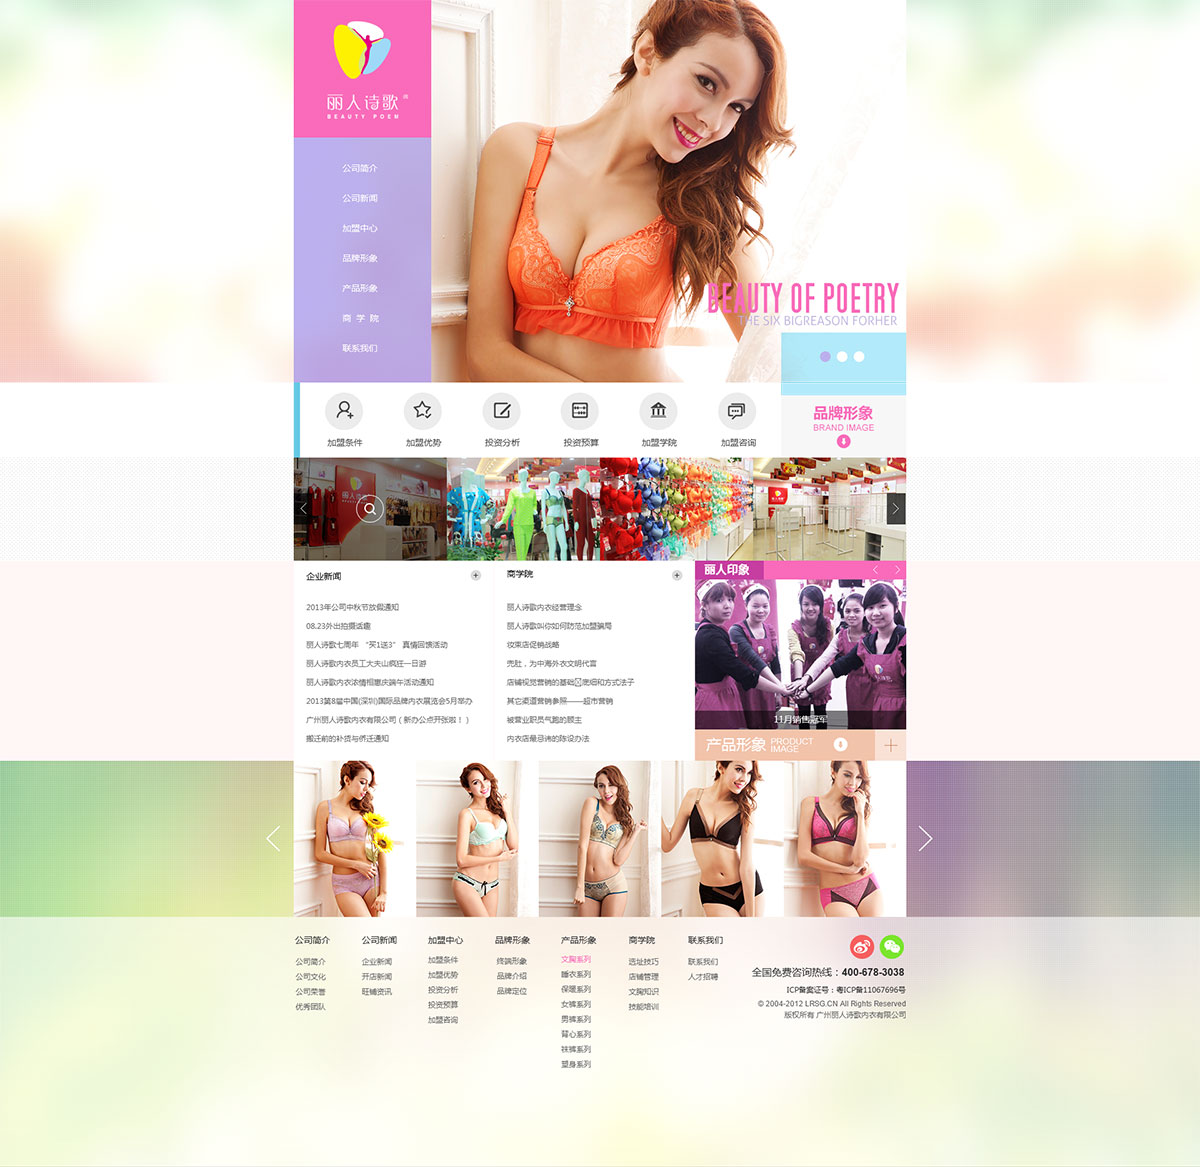 丽人诗歌
BEAUTY POEM
公司简介
公司新闻
加盟中心
品牌形象
产品形象
商 学 院
联系我们
BEAUTY OF POETRY
THE SIX BIGREASON FORHER
加盟条件
加盟优势
投资分析
投资预算
加盟学院
加盟咨询
品牌形象
BRAND IMAGE
企业新闻
2013年公司中秋节放假通知
08.23外出拍摄话趣
丽人诗歌七周年 “买1送3” 真情回馈活动
丽人诗歌内衣员工大夫山疯狂一日游
丽人诗歌内衣浓情相惠庆端午活动通知
2013第8届中国(深圳)国际品牌内衣展览会5月举办
广州丽人诗歌内衣有限公司（新办公点开张啦！）
搬迁前的补货与侨迁通知
商学院
丽人诗歌内衣经营理念
丽人诗歌叫你如何防范加盟骗局
妆束店促销战略
兜肚，为中海外衣文明代言
店铺视觉营销的基础 底细和方式法子
其它渠道营销参照——超市营销
被营业职员气跑的顾主
内衣店最忌讳的陈设办法
丽人印象
11月销售冠军
产品形象 PRODUCT IMAGE
公司简介
公司简介
公司文化
公司荣誉
优秀团队
公司新闻
企业新闻
开店新闻
旺铺资讯
加盟中心
加盟条件
加盟优势
投资分析
投资预算
加盟咨询
品牌形象
终端形象
品牌介绍
品牌定位
产品形象
文胸系列
睡衣系列
保暖系列
女裤系列
男裤系列
背心系列
袜裤系列
塑身系列
商学院
选址技巧
店铺管理
文胸知识
技能培训
联系我们
联系我们
人才招聘
全国免费咨询热线：400-678-3038
ICP备案证号：粤ICP备11067696号
© 2004-2012 LRSG.CN All Rights Reserved
版权所有 广州丽人诗歌内衣有限公司